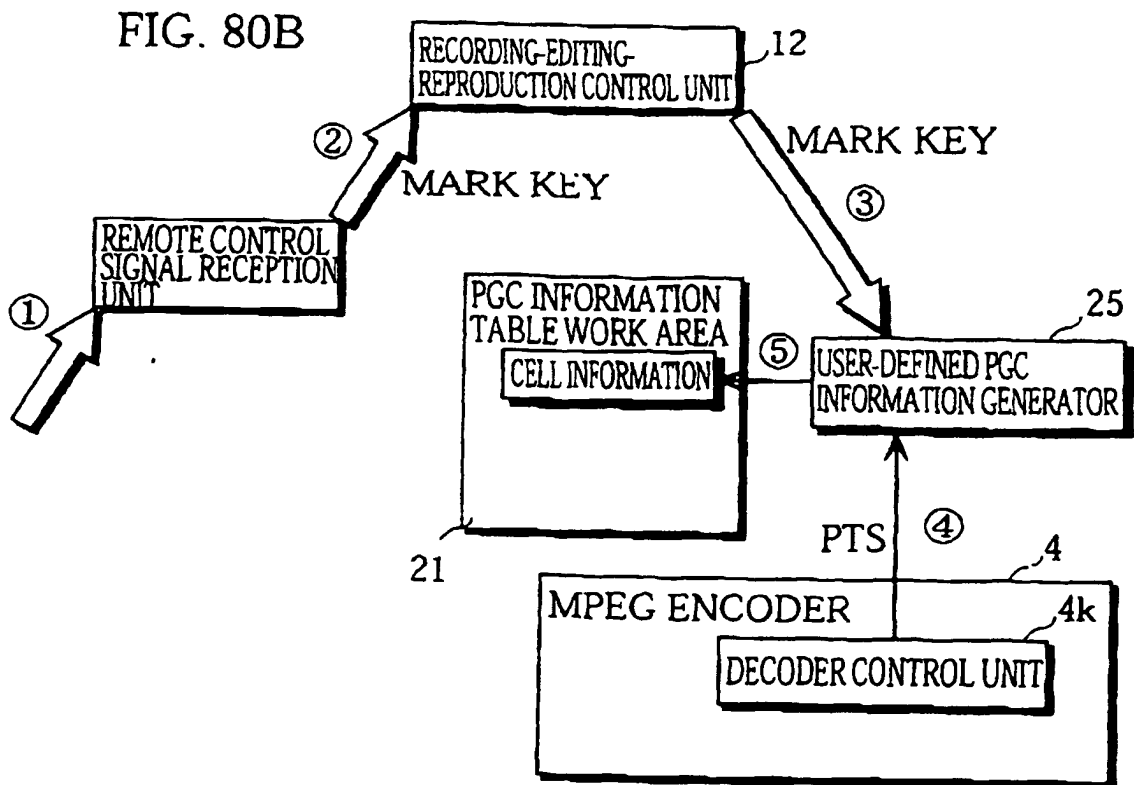 FIG. 80B
12
RECORDING-EDITING-
REPRODUCTION CONTROL UNIT
②
MARK KEY
MARK KEY
③
REMOTE CONTROL
SIGNAL RECEPTION
UNIT
①
PGC INFORMATION
TABLE WORK AREA
CELL INFORMATION
⑤
25
USER-DEFINED PGC
INFORMATION GENERATOR
21
PTS
④
4
MPEG ENCODER
4k
DECODER CONTROL UNIT